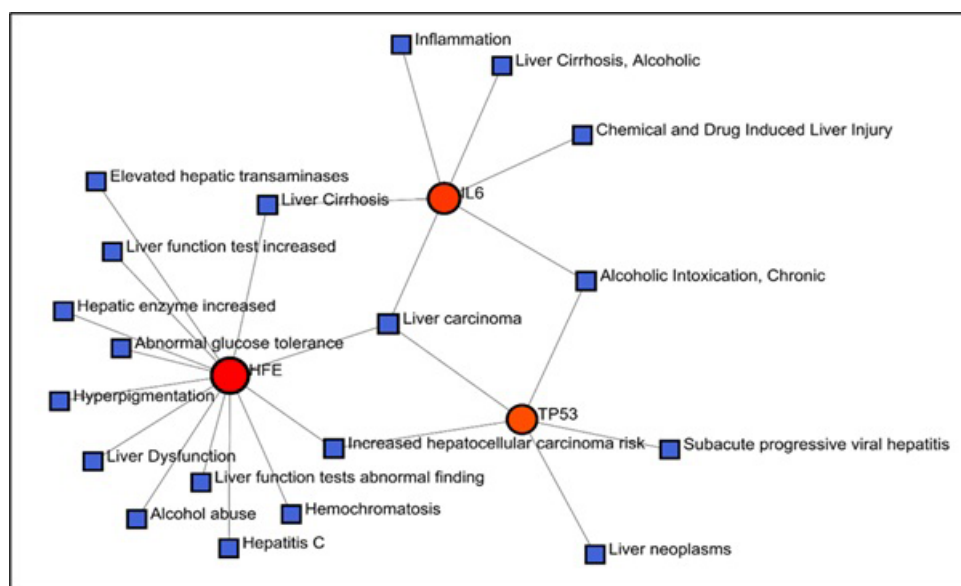 Inflammation
Liver Cirrhosis, Alcoholic
Chemical and Drug Induced Liver Injury
Elevated hepatic transaminases
Liver Cirrhosis
IL6
Liver function test increased
Alcoholic Intoxication, Chronic
Hepatic enzyme increased
Liver carcinoma
Abnormal glucose tolerance
HFE
Hyperpigmentation
TP53
Increased hepatocellular carcinoma risk
Subacute progressive viral hepatitis
Liver Dysfunction
Liver function tests abnormal finding
Alcohol abuse
Hemochromatosis
Hepatitis C
Liver neoplasms